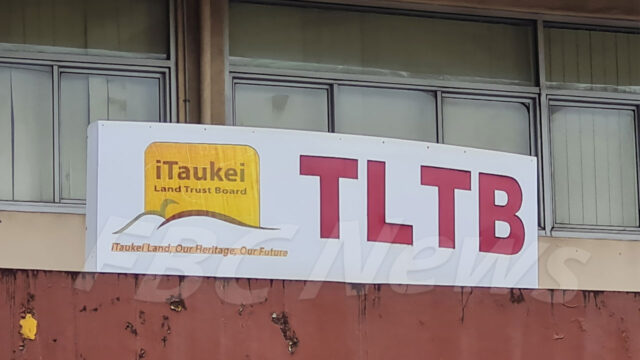 iTaukei
Land Trust Board
iTaukei Land, Our Heritage, Our Future
TLTB
FBC News